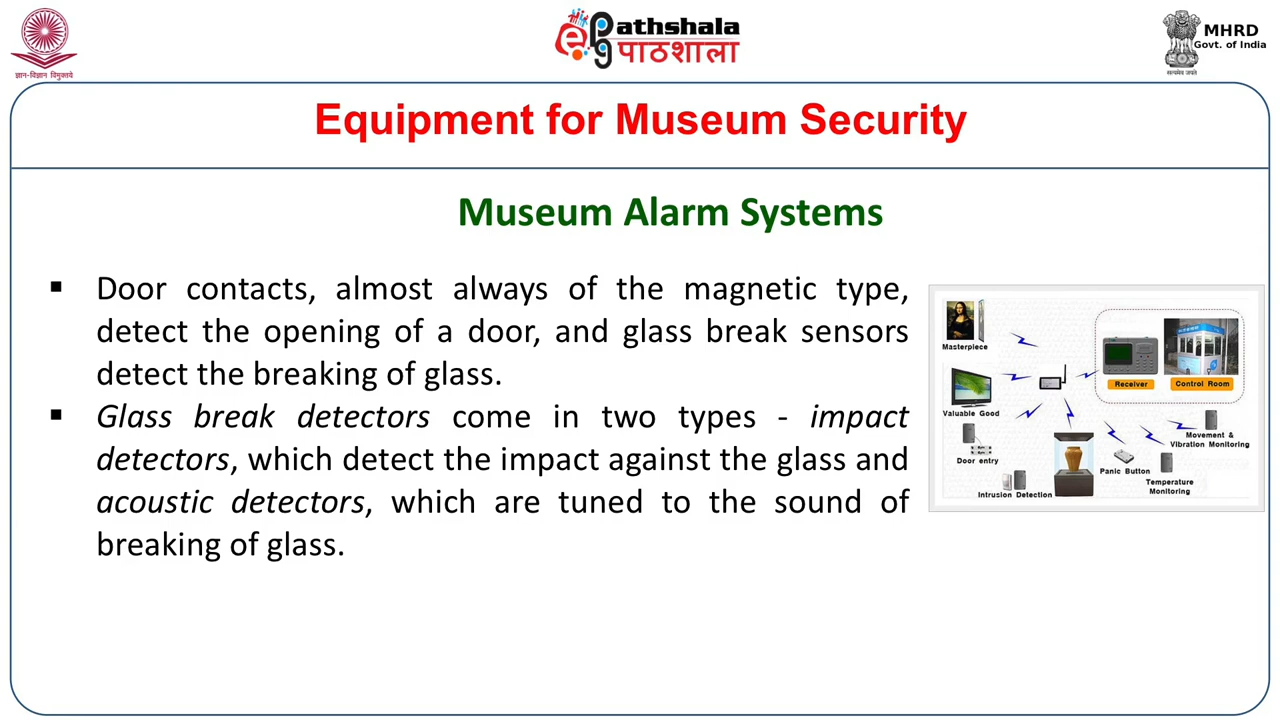 ज्ञान-विज्ञान विमुक्तये
ePg Pathshala
पाठशाला
सत्यमेव जयते
MHRD
Govt. of India
Equipment for Museum Security
Museum Alarm Systems
▪ Door contacts, almost always of the magnetic type,
detect the opening of a door, and glass break sensors
detect the breaking of glass.
▪ Glass break detectors come in two types - impact
detectors, which detect the impact against the glass and
acoustic detectors, which are tuned to the sound of
breaking of glass.
Masterpiece
Receiver
Control Room
Valuable Good
Movement &
Vibration Monitoring
Door entry
Panic Button
Temperature
Monitoring
Intrusion Detection